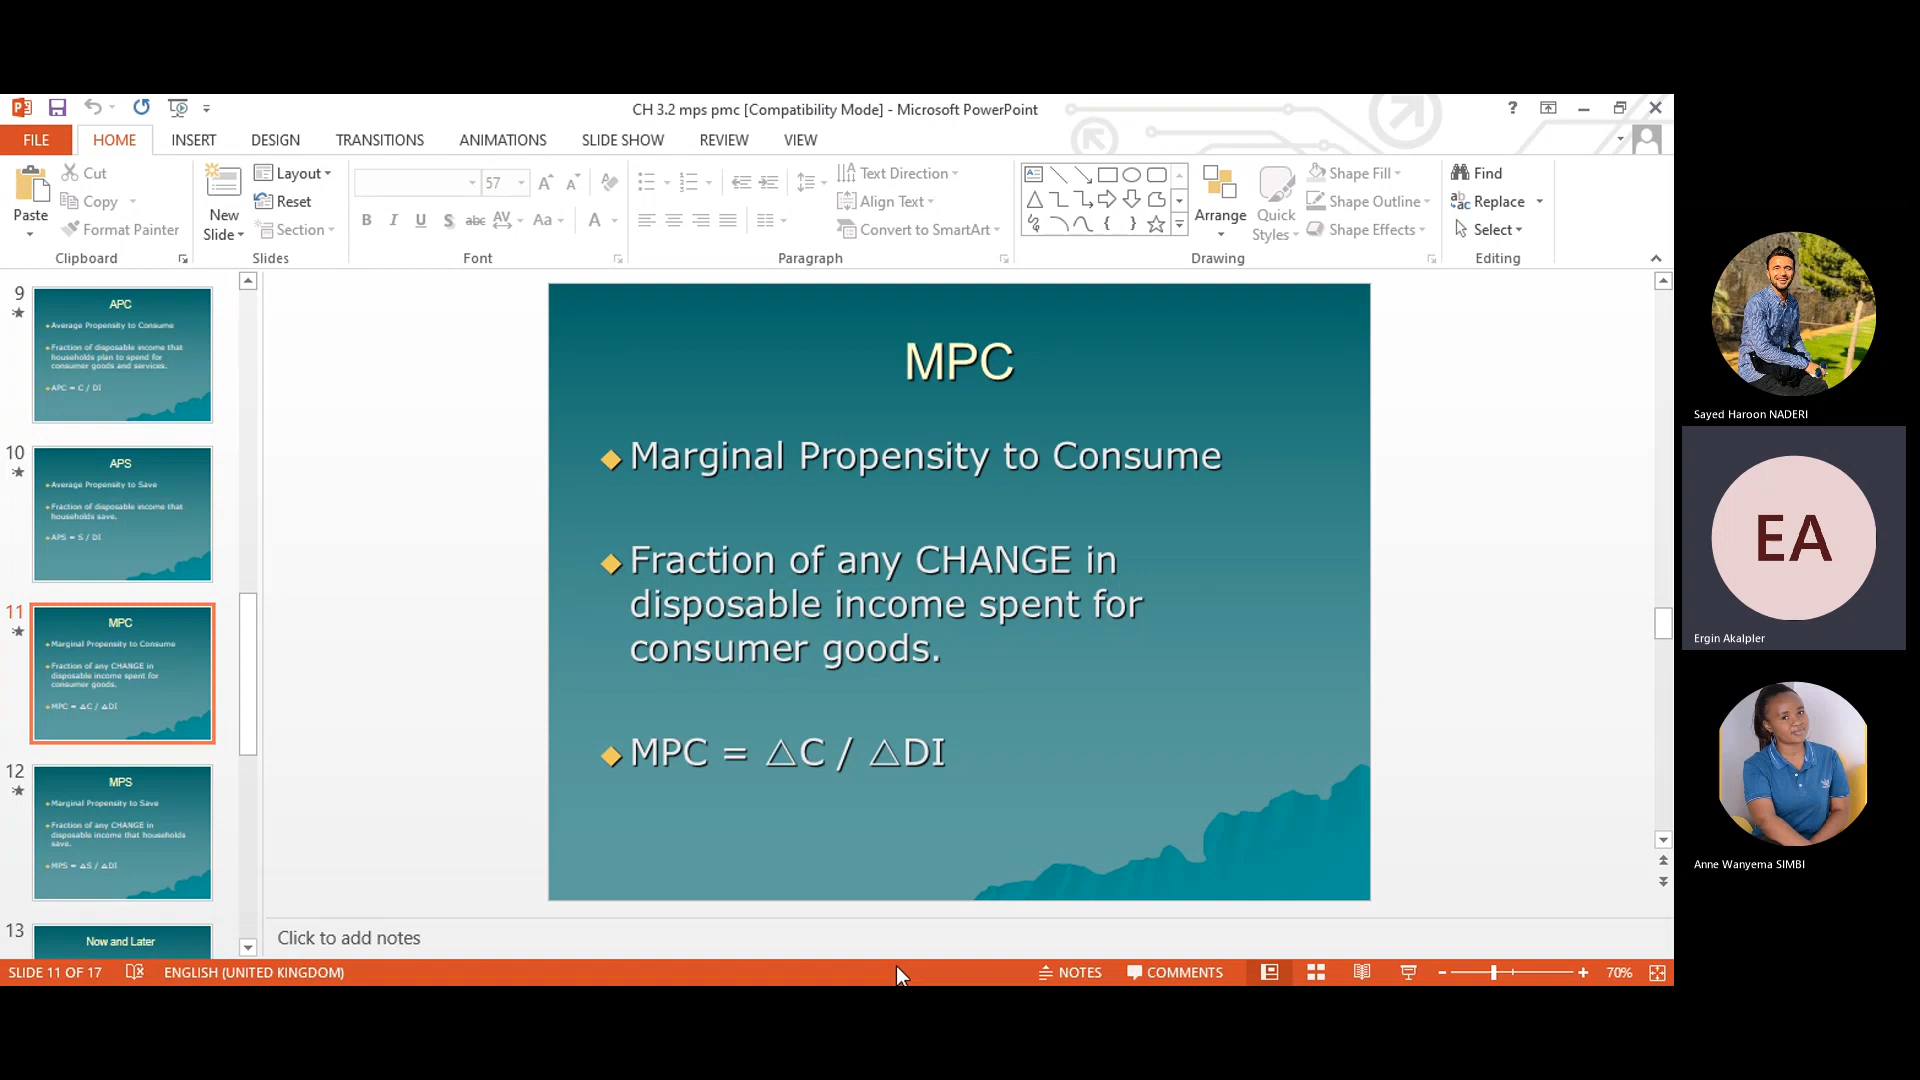 CH 3.2 mps pmc [Compatibility Mode] - Microsoft PowerPoint
FILE HOME INSERT DESIGN TRANSITIONS ANIMATIONS SLIDE SHOW REVIEW VIEW
Paste
Cut
Copy
Format Painter
Clipboard
New
Slide
Layout
Reset
Section
Slides
57
Font
Text Direction
Align Text
Convert to SmartArt
Paragraph
Arrange
Quick
Styles
Shape Fill
Shape Outline
Shape Effects
Drawing
Find
Replace
Select
Editing
9
APC
Average Propensity to Consume
Fraction of disposable income that
households plan to spend for
consumer goods and services.
APC = C / DI
10
APS
Average Propensity to Save
Fraction of disposable income that
households save.
APS = S / DI
11
MPC
Marginal Propensity to Consume
Fraction of any CHANGE in
disposable income spent for
consumer goods.
MPC = △C / △DI
12
MPS
Marginal Propensity to Save
Fraction of any CHANGE in
disposable income that households
save.
MPS = △S / △DI
13
Now and Later
MPC
Marginal Propensity to Consume
Fraction of any CHANGE in
disposable income spent for
consumer goods.
MPC = △C / △DI
Click to add notes
SLIDE 11 OF 17 ENGLISH (UNITED KINGDOM) NOTES COMMENTS 70%
Sayed Haroon NADERI
EA
Ergin Akalpler
Anne Wanyema SIMBI